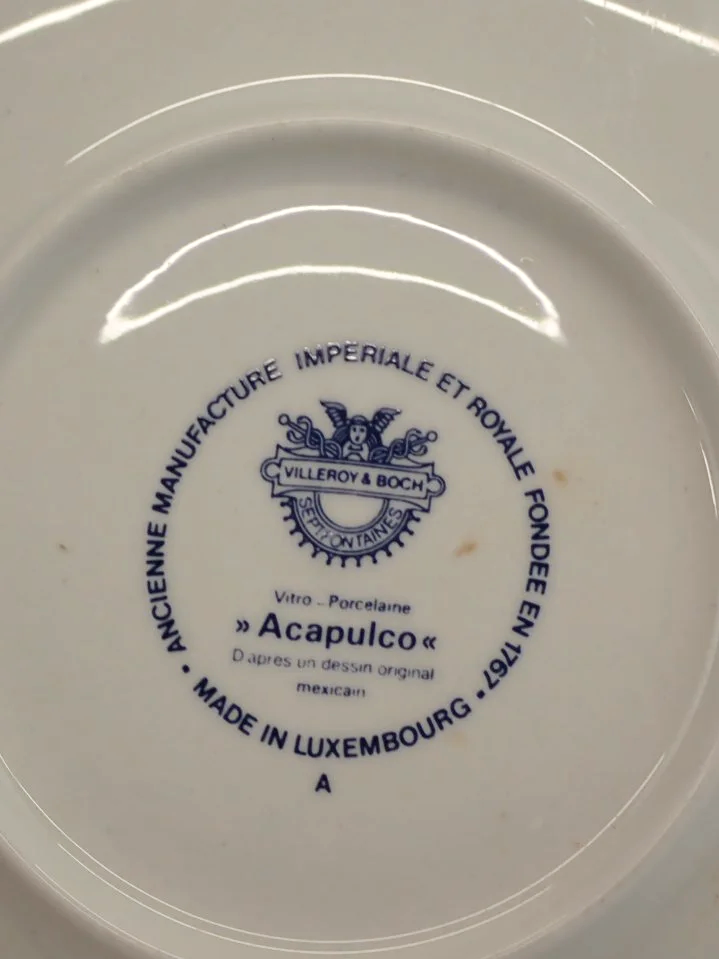 ANCIENNE MANUFACTURE IMPERIALE ET ROYALE FONDEE EN 1767 •
VILLEROY & BOCH
SEPTFONTAINES
Vitro - Porcelaine
» Acapulco «
D'apres un dessin original
mexicain
MADE IN LUXEMBOURG •
A